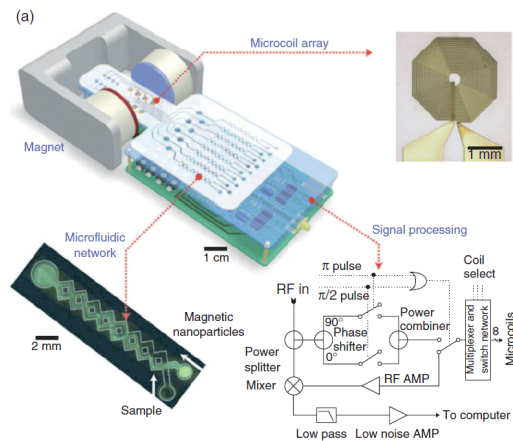 (a)
Microcoil array
Magnet
1 mm
Microfluidic
network
1 cm
Signal processing
2 mm
Magnetic
nanoparticles
Sample
π pulse
π/2 pulse
RF in
Coil
select
90°
Phase
shifter
0°
Power
combiner
Power
splitter
Mixer
RF AMP
Multiplexer and
switch network
8
Microcoils
To computer
Low pass
Low noise AMP